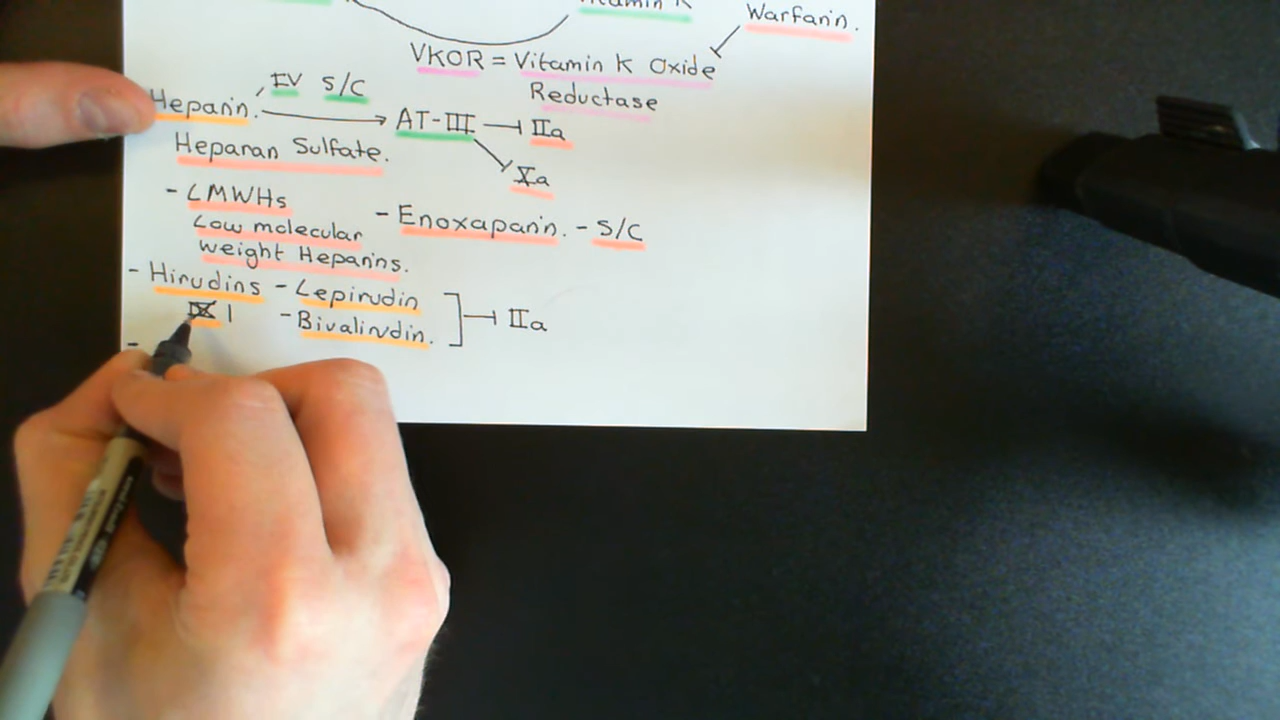 Warfarin.
VKOR = Vitamin K Oxide
Reductase
Heparin. IV S/C AT-III IIa
Heparan Sulfate. Xa
- LMWHs
Low molecular
weight Heparins.
- Enoxaparin. - S/C
- Hirudins - Lepirudin
- Bivalirudin. IIa
-